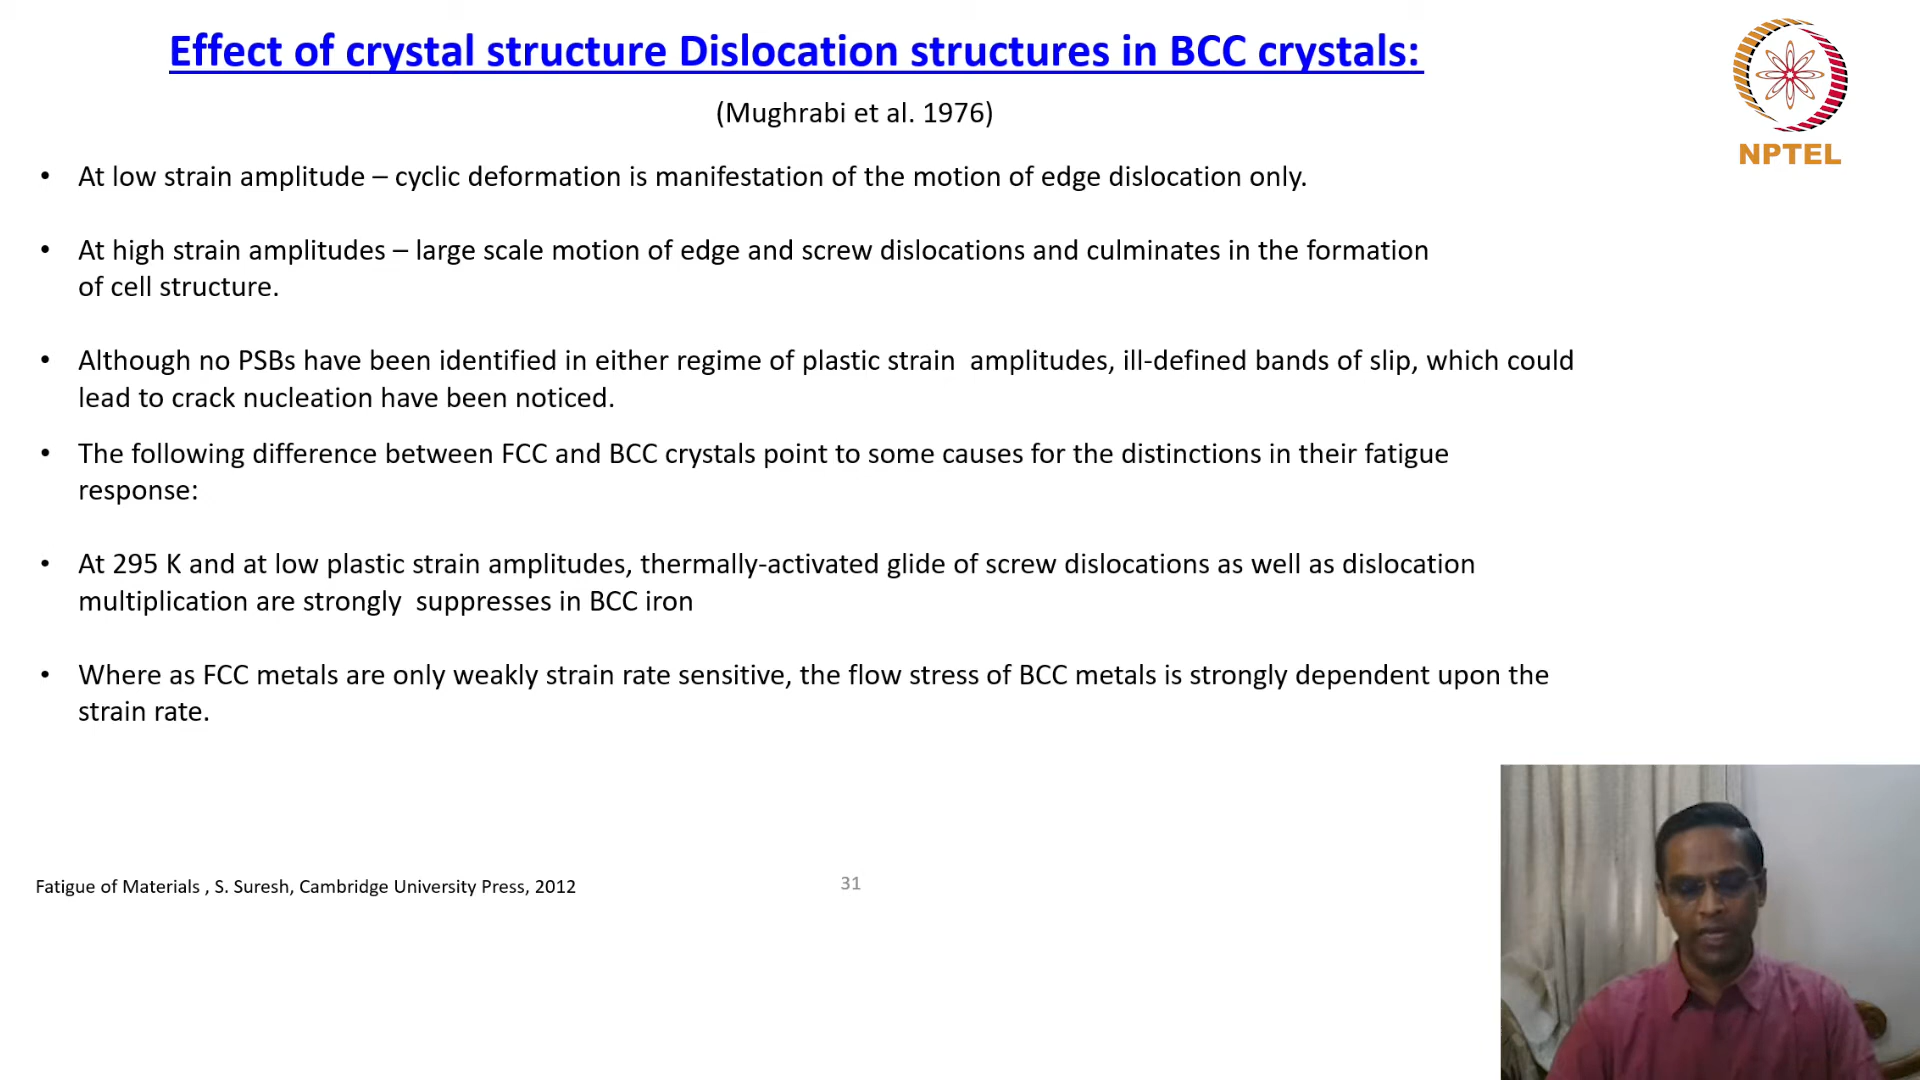 Effect of crystal structure Dislocation structures in BCC crystals:
NPTEL
(Mughrabi et al. 1976)
• At low strain amplitude – cyclic deformation is manifestation of the motion of edge dislocation only.
• At high strain amplitudes – large scale motion of edge and screw dislocations and culminates in the formation
of cell structure.
• Although no PSBs have been identified in either regime of plastic strain  amplitudes, ill-defined bands of slip, which could
lead to crack nucleation have been noticed.
• The following difference between FCC and BCC crystals point to some causes for the distinctions in their fatigue
response:
• At 295 K and at low plastic strain amplitudes, thermally-activated glide of screw dislocations as well as dislocation
multiplication are strongly  suppresses in BCC iron
• Where as FCC metals are only weakly strain rate sensitive, the flow stress of BCC metals is strongly dependent upon the
strain rate.
Fatigue of Materials , S. Suresh, Cambridge University Press, 2012
31